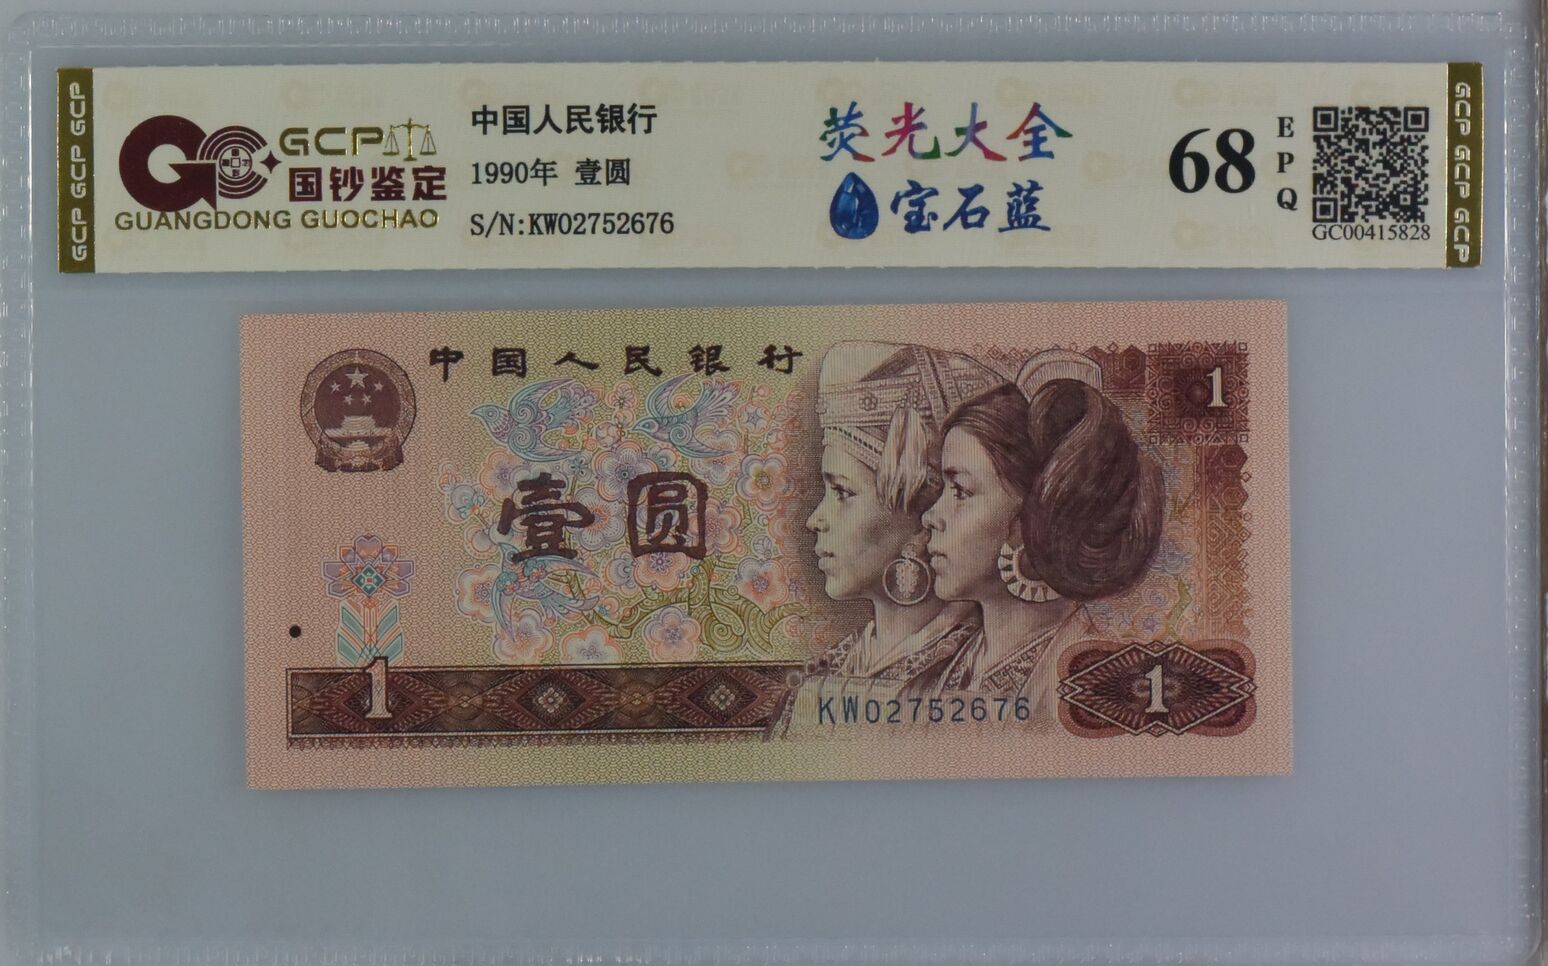 GCP GCP GCP
GCP
国钞鉴定
GUANGDONG GUOCHAO
中国人民银行
1990年 壹圆
S/N:KW02752676
荧光大全
宝石蓝
68
EPQ
GC00415828
GCP GCP GCP
中国人民银行
1
壹圆
1
KW02752676
1